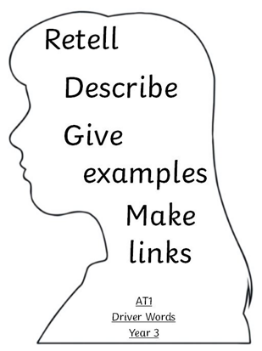 Retell
Describe
Give
examples
Make
links
AT1
Driver Words
Year 3